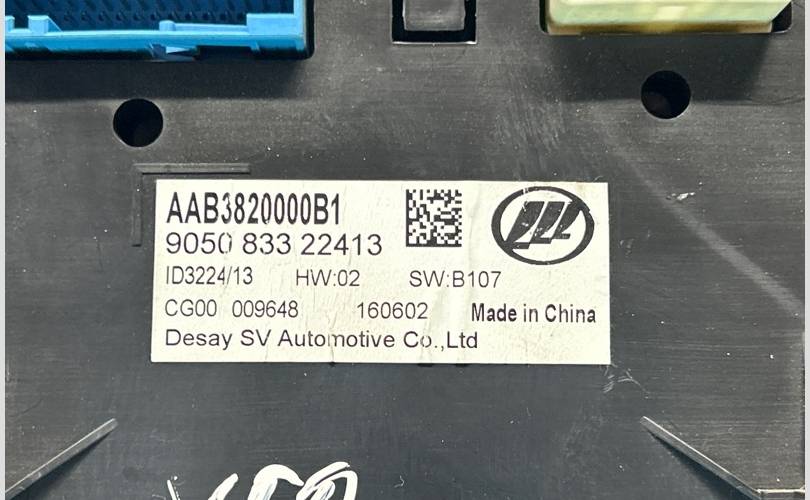 AAB3820000B1
9050 833 22413
ID3224/13 HW:02 SW:B107
CG00 009648 160602 Made in China
Desay SV Automotive Co.,Ltd